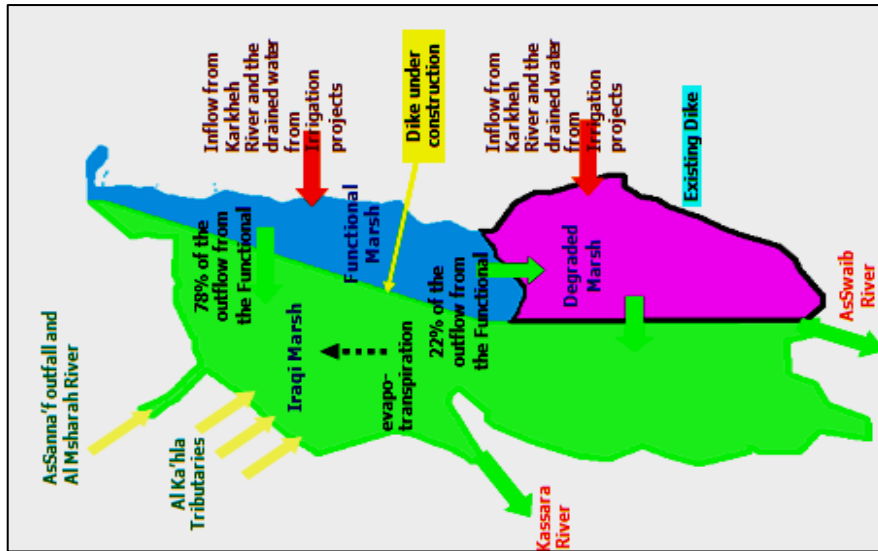 AsSanna'f outfall and
Al Msharah River
Al Ka'hla
Tributaries
78% of the
outflow from
the Functional
Inflow from
Karkheh
River and the
drained water
from
Irrigation
projects
Iraqi Marsh
Functional
Marsh
evapo-
transpiration
Dike under
construction
22% of the
outflow from
the Functional
Inflow from
Karkheh
River and the
drained water
from
Irrigation
projects
Kassara
River
Degraded
Marsh
Existing Dike
AsSwaib
River